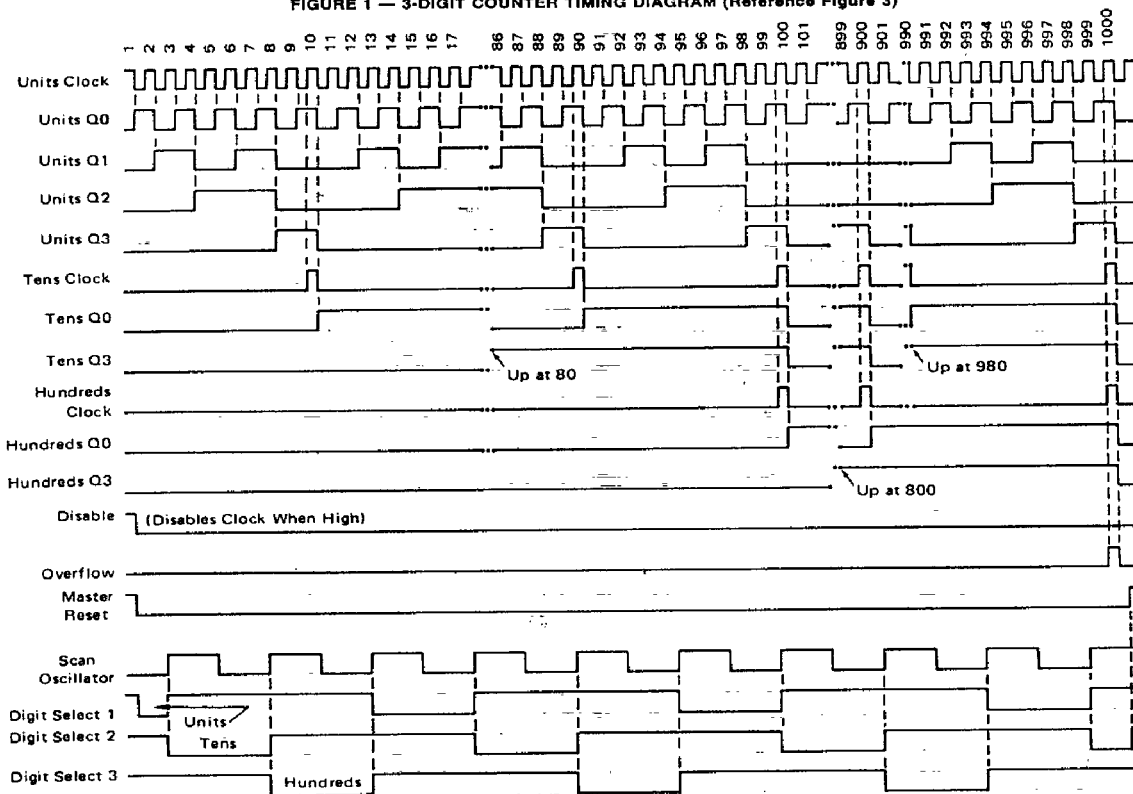 FIGURE 1 — 3-DIGIT COUNTER TIMING DIAGRAM (Reference Figure 3)
1 2 3 4 5 6 7 8 9 10 11 12 13 14 15 16 17 86 87 88 89 90 91 92 93 94 95 96 97 98 99 100 101 899 900 901 990 991 992 993 994 995 996 997 998 999 1000
Units Clock
Units Q0
Units Q1
Units Q2
Units Q3
Tens Clock
Tens Q0
Tens Q3
Up at 80
Up at 980
Hundreds
Clock
Hundreds Q0
Hundreds Q3
Up at 800
Disable
(Disables Clock When High)
Overflow
Master
Reset
Scan
Oscillator
Digit Select 1
Units
Digit Select 2
Tens
Digit Select 3
Hundreds